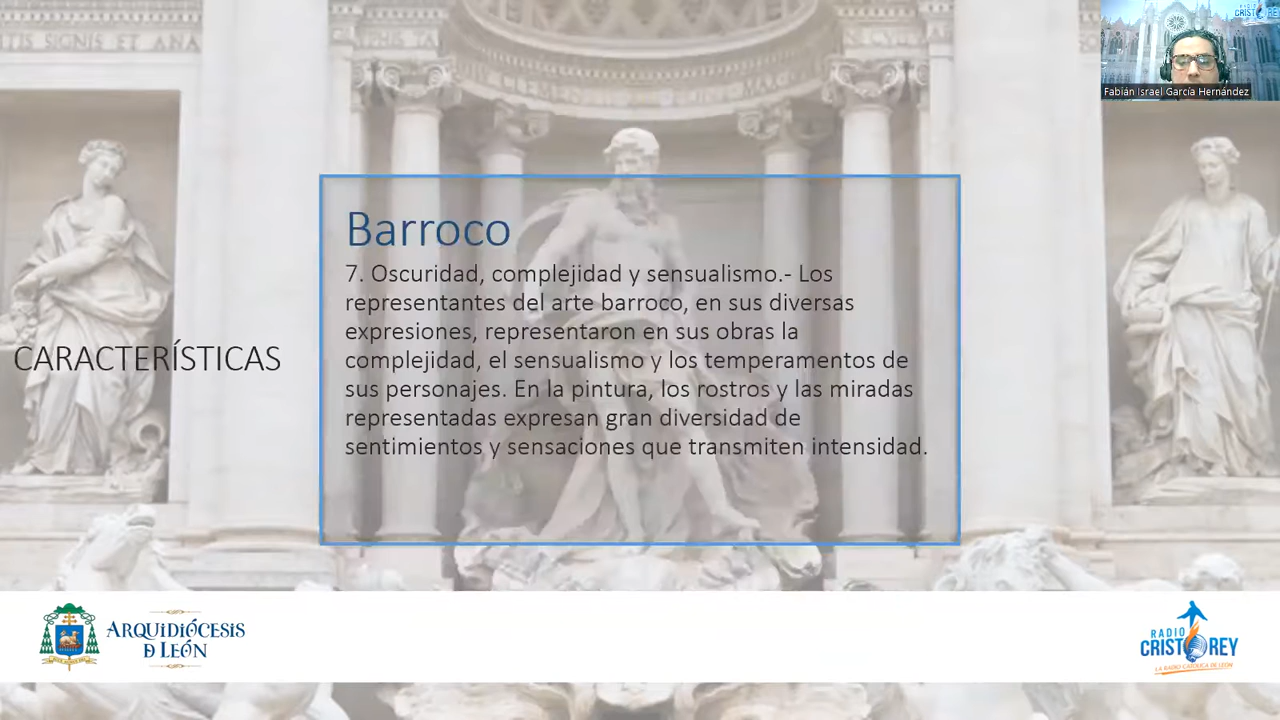 TIS SIGNIS ET ANA
CRISTO REY
Fabián Israel García Hernández
Barroco
7. Oscuridad, complejidad y sensualismo.- Los
representantes del arte barroco, en sus diversas
expresiones, representaron en sus obras la
complejidad, el sensualismo y los temperamentos de
sus personajes. En la pintura, los rostros y las miradas
representadas expresan gran diversidad de
sentimientos y sensaciones que transmiten intensidad.
CARACTERÍSTICAS
ARQUIDIÓCESIS
D LEÓN
RADIO
CRISTO REY
LA RADIO CATÓLICA DE LEÓN